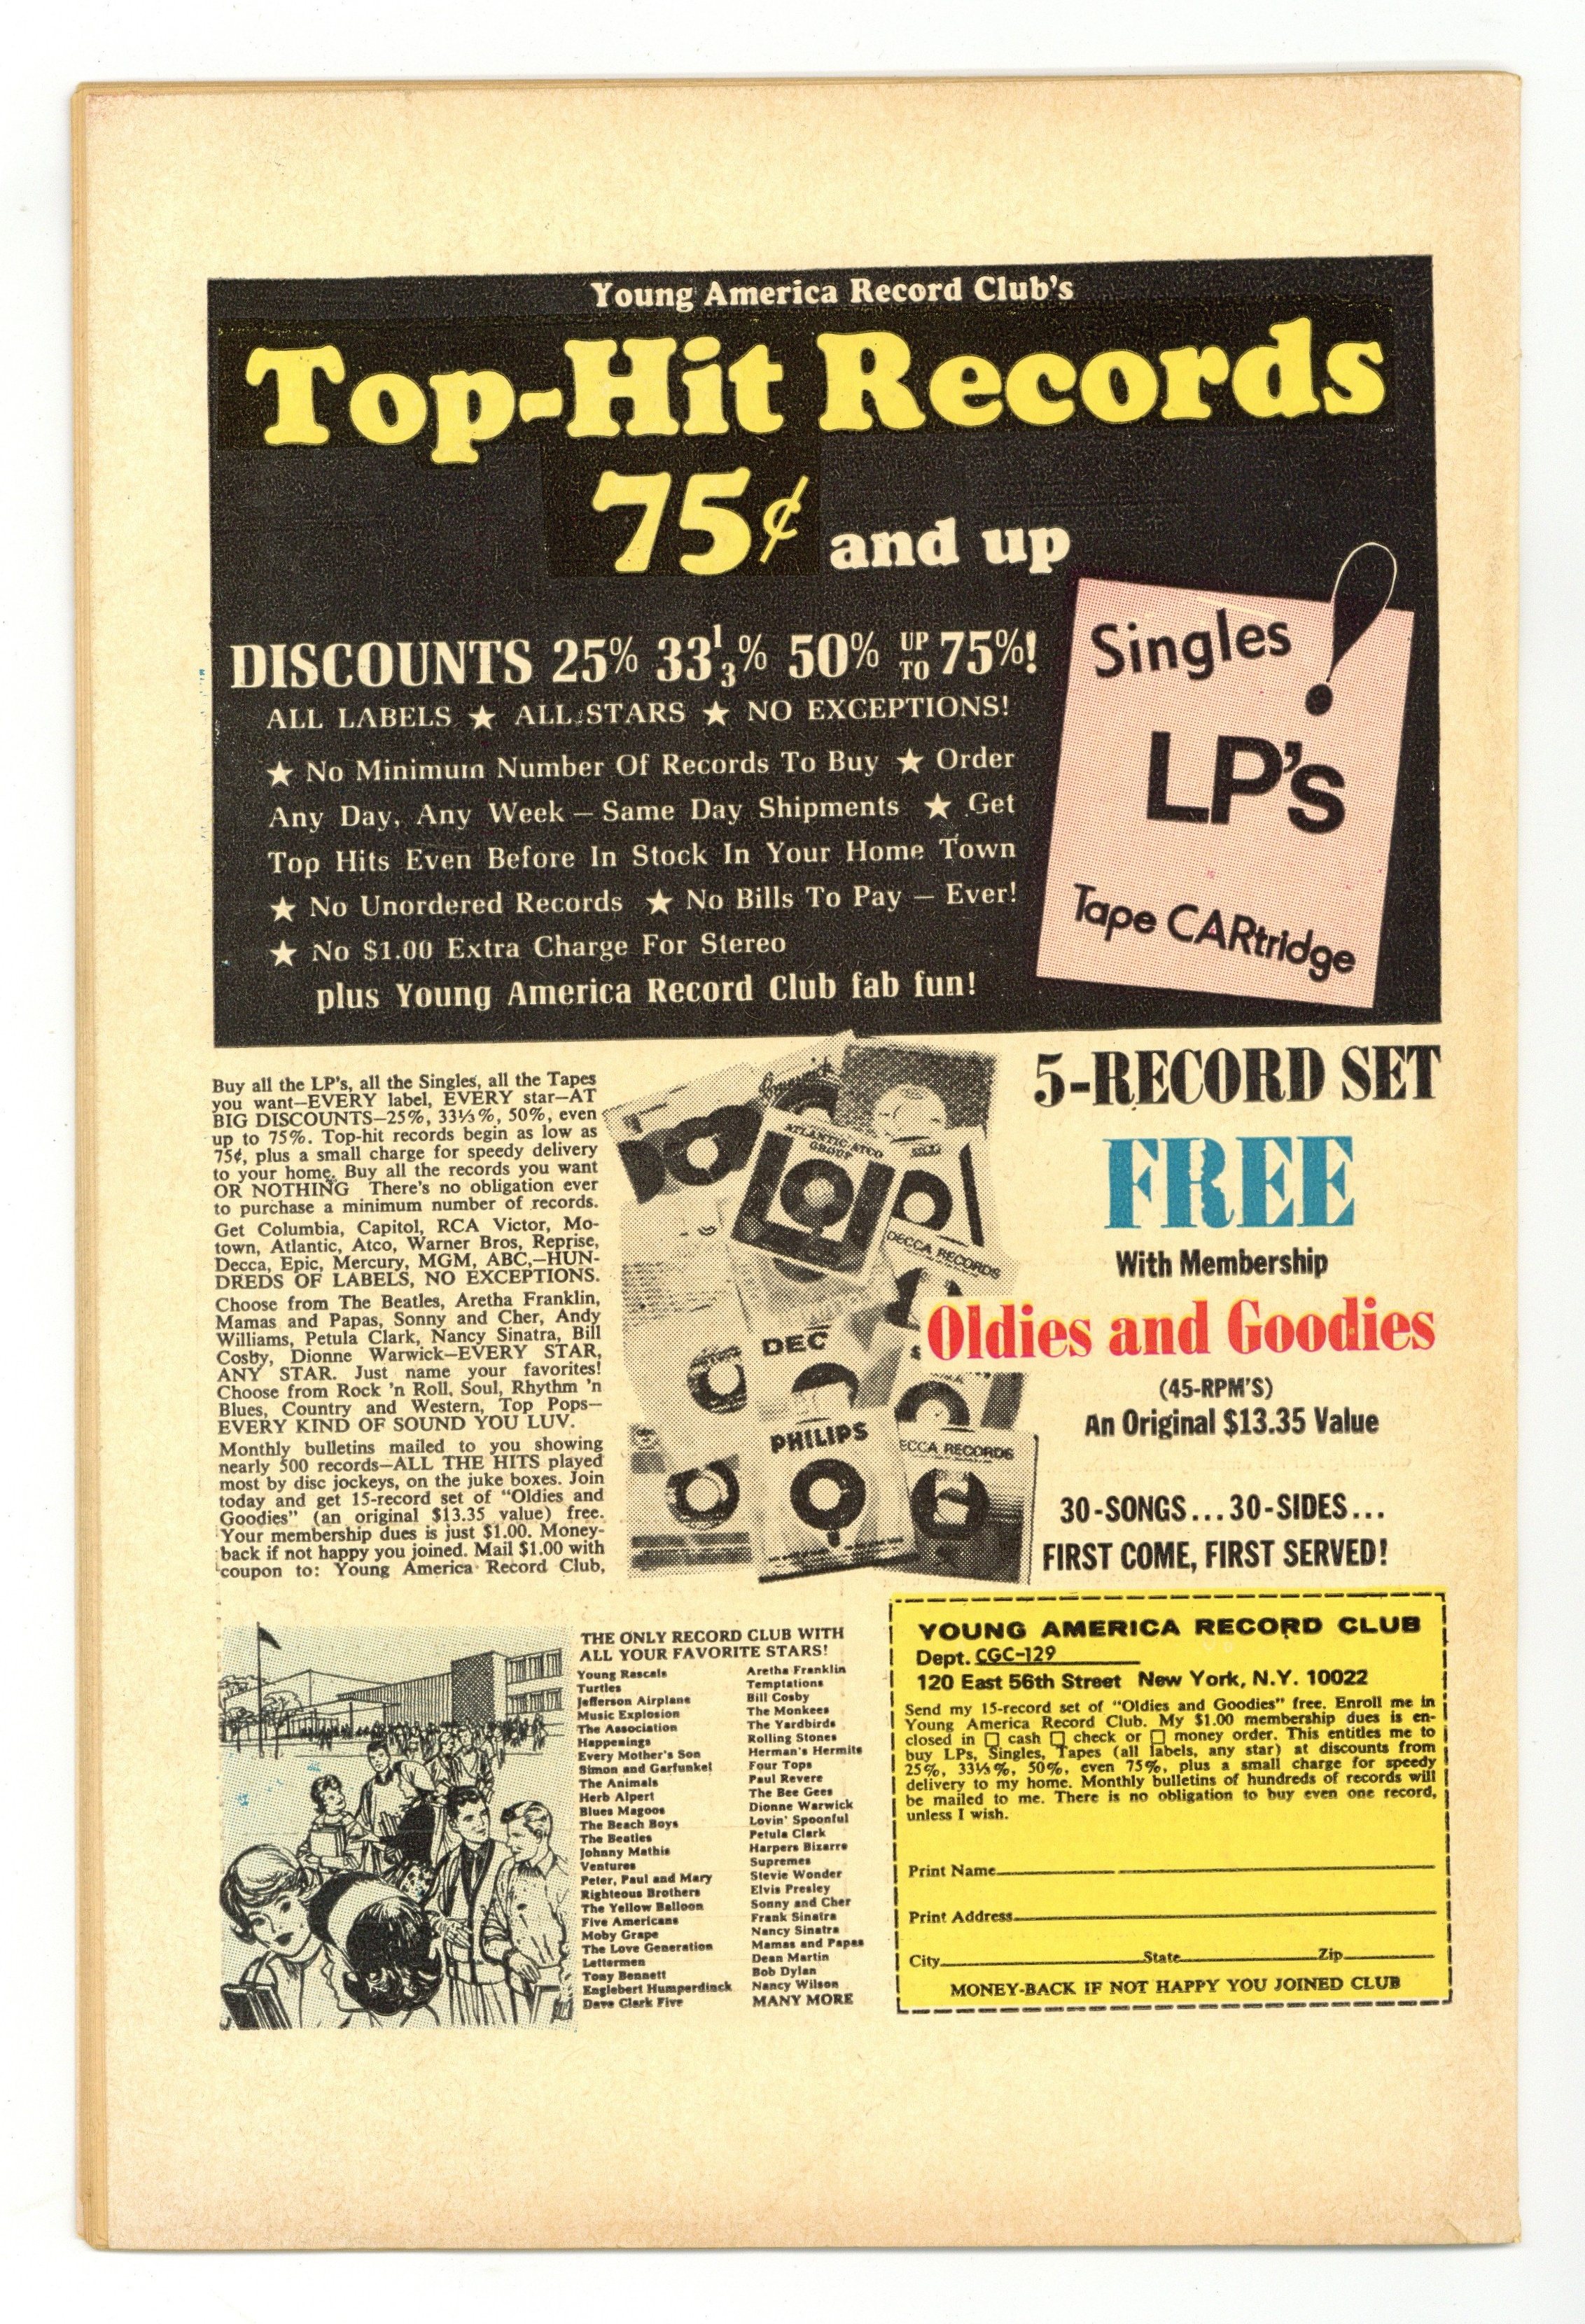 Young America Record Club's
Top-Hit Records
75¢ and up
DISCOUNTS 25% 33 1/3% 50% UP TO 75%!
ALL LABELS ★ ALL STARS ★ NO EXCEPTIONS!
★ No Minimum Number Of Records To Buy ★ Order
Any Day, Any Week — Same Day Shipments ★ Get
Top Hits Even Before In Stock In Your Home Town
★ No Unordered Records ★ No Bills To Pay — Ever!
★ No $1.00 Extra Charge For Stereo
plus Young America Record Club fab fun!
Singles
LP's
Tape CARtridge
Buy all the LP's, all the Singles, all the Tapes
you want—EVERY label, EVERY star—AT
BIG DISCOUNTS—25%, 33⅓%, 50%, even
up to 75%. Top-hit records begin as low as
75¢, plus a small charge for speedy delivery
to your home. Buy all the records you want
OR NOTHING There's no obligation ever
to purchase a minimum number of records.
Get Columbia, Capitol, RCA Victor, Mo-
town, Atlantic, Atco, Warner Bros, Reprise,
Decca, Epic, Mercury, MGM, ABC,—HUN-
DREDS OF LABELS, NO EXCEPTIONS.
Choose from The Beatles, Aretha Franklin,
Mamas and Papas, Sonny and Cher, Andy
Williams, Petula Clark, Nancy Sinatra, Bill
Cosby, Dionne Warwick—EVERY STAR,
ANY STAR. Just name your favorites!
Choose from Rock 'n Roll, Soul, Rhythm 'n
Blues, Country and Western, Top Pops—
EVERY KIND OF SOUND YOU LUV.
Monthly bulletins mailed to you showing
nearly 500 records—ALL THE HITS played
most by disc jockeys, on the juke boxes. Join
today and get 15-record set of "Oldies and
Goodies" (an original $13.35 value) free.
Your membership dues is just $1.00. Money-
back if not happy you joined. Mail $1.00 with
coupon to: Young America Record Club,
ATLANTIC·ATCO
GROUP
DECCA RECORDS
DEC
PHILIPS
ECCA RECORDS
5-RECORD SET
FREE
With Membership
Oldies and Goodies
(45-RPM'S)
An Original $13.35 Value
30-SONGS...30-SIDES...
FIRST COME, FIRST SERVED!
THE ONLY RECORD CLUB WITH
ALL YOUR FAVORITE STARS!
Young Rascals
Turtles
Jefferson Airplane
Music Explosion
The Association
Happenings
Every Mother's Son
Simon and Garfunkel
The Animals
Herb Alpert
Blues Magoos
The Beach Boys
The Beatles
Johnny Mathis
Ventures
Peter, Paul and Mary
Righteous Brothers
The Yellow Balloon
Five Americans
Moby Grape
The Love Generation
Lettermen
Tony Bennett
Englebert Humperdinck
Dave Clark Five
Aretha Franklin
Temptations
Bill Cosby
The Monkees
The Yardbirds
Rolling Stones
Herman's Hermits
Four Tops
Paul Revere
The Bee Gees
Dionne Warwick
Lovin' Spoonful
Petula Clark
Harpers Bizarre
Supremes
Stevie Wonder
Elvis Presley
Sonny and Cher
Frank Sinatra
Nancy Sinatra
Mamas and Papas
Dean Martin
Bob Dylan
Nancy Wilson
MANY MORE
YOUNG AMERICA RECORD CLUB
Dept. CGC-129
120 East 56th Street New York, N.Y. 10022
Send my 15-record set of "Oldies and Goodies" free. Enroll me in
Young America Record Club. My $1.00 membership dues is en-
closed in □ cash □ check or □ money order. This entitles me to
buy LPs, Singles, Tapes (all labels, any star) at discounts from
25%, 33⅓%, 50%, even 75%, plus a small charge for speedy
delivery to my home. Monthly bulletins of hundreds of records will
be mailed to me. There is no obligation to buy even one record,
unless I wish.
Print Name
Print Address
City State Zip
MONEY-BACK IF NOT HAPPY YOU JOINED CLUB